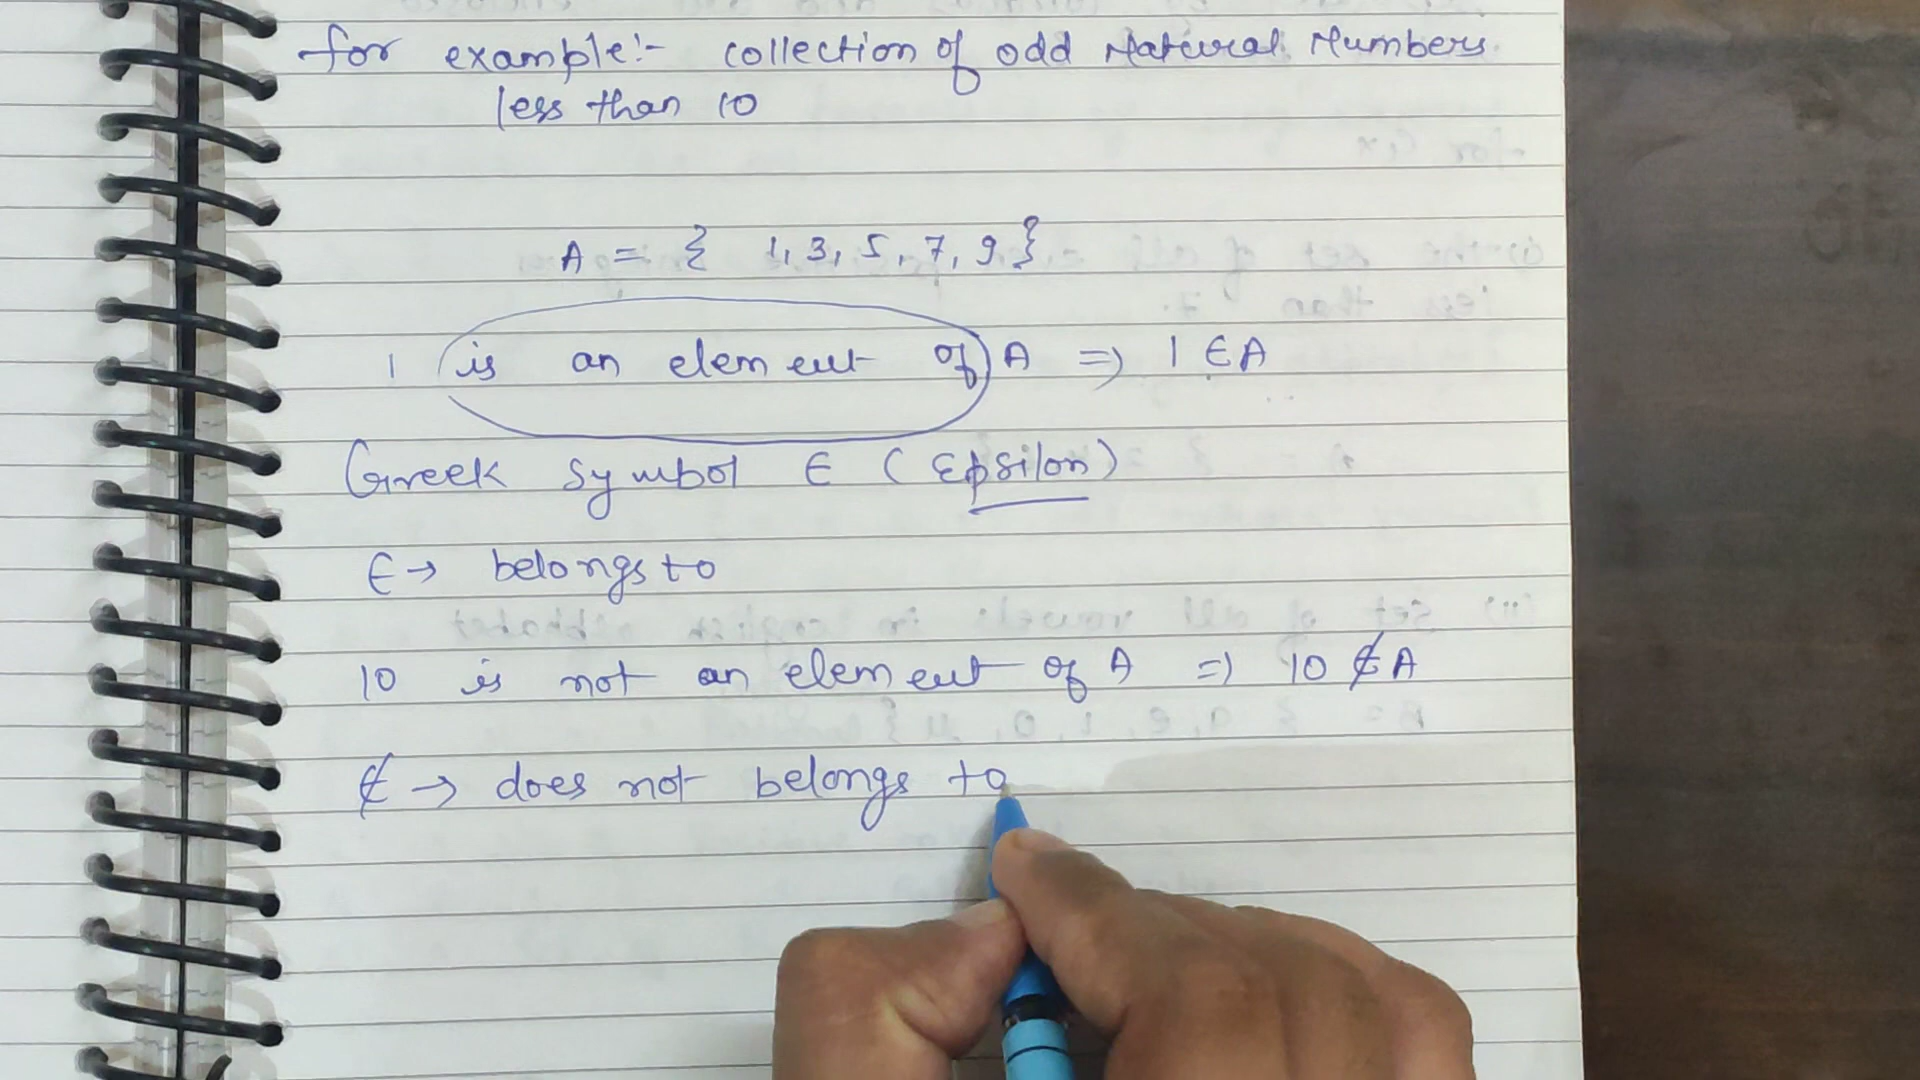 for example:- collection of odd Natural Numbers
less than 10
A = { 1, 3, 5, 7, 9 }
1 is an element of A => 1 ∈ A
Greek symbol ∈ (Epsilon)
∈ → belongs to
10 is not an element of A => 10 ∉ A
∉ → does not belongs to